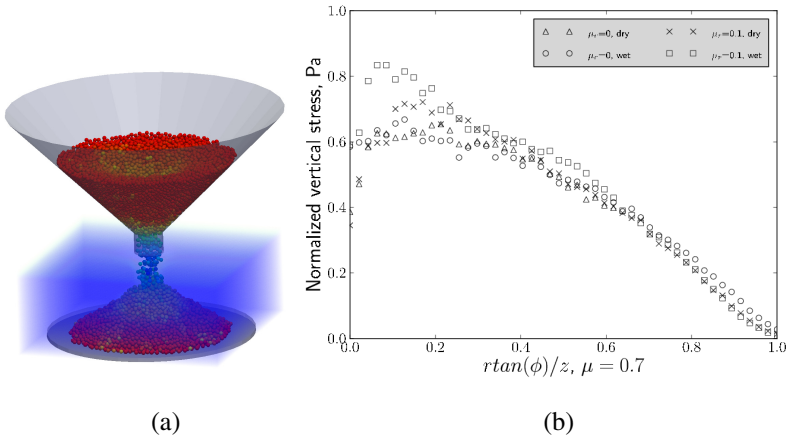 1.0
0.8
0.6
0.4
0.2
0.0
Normalized vertical stress, Pa
μᵣ=0, dry
μᵣ=0, wet
μᵣ=0.1, dry
μᵣ=0.1, wet
0.0 0.2 0.4 0.6 0.8 1.0
rtan(ϕ)/z, μ = 0.7
(a)
(b)